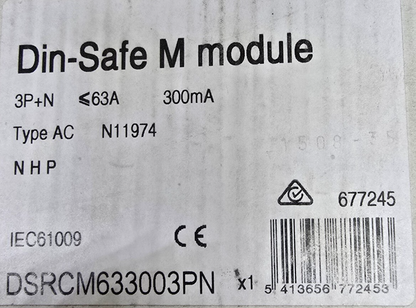 Din-Safe M module
3P+N ⩽63A 300mA
Type AC N11974
N H P
677245
IEC61009 CE
DSRCM633003PN x1 5 413656 772453